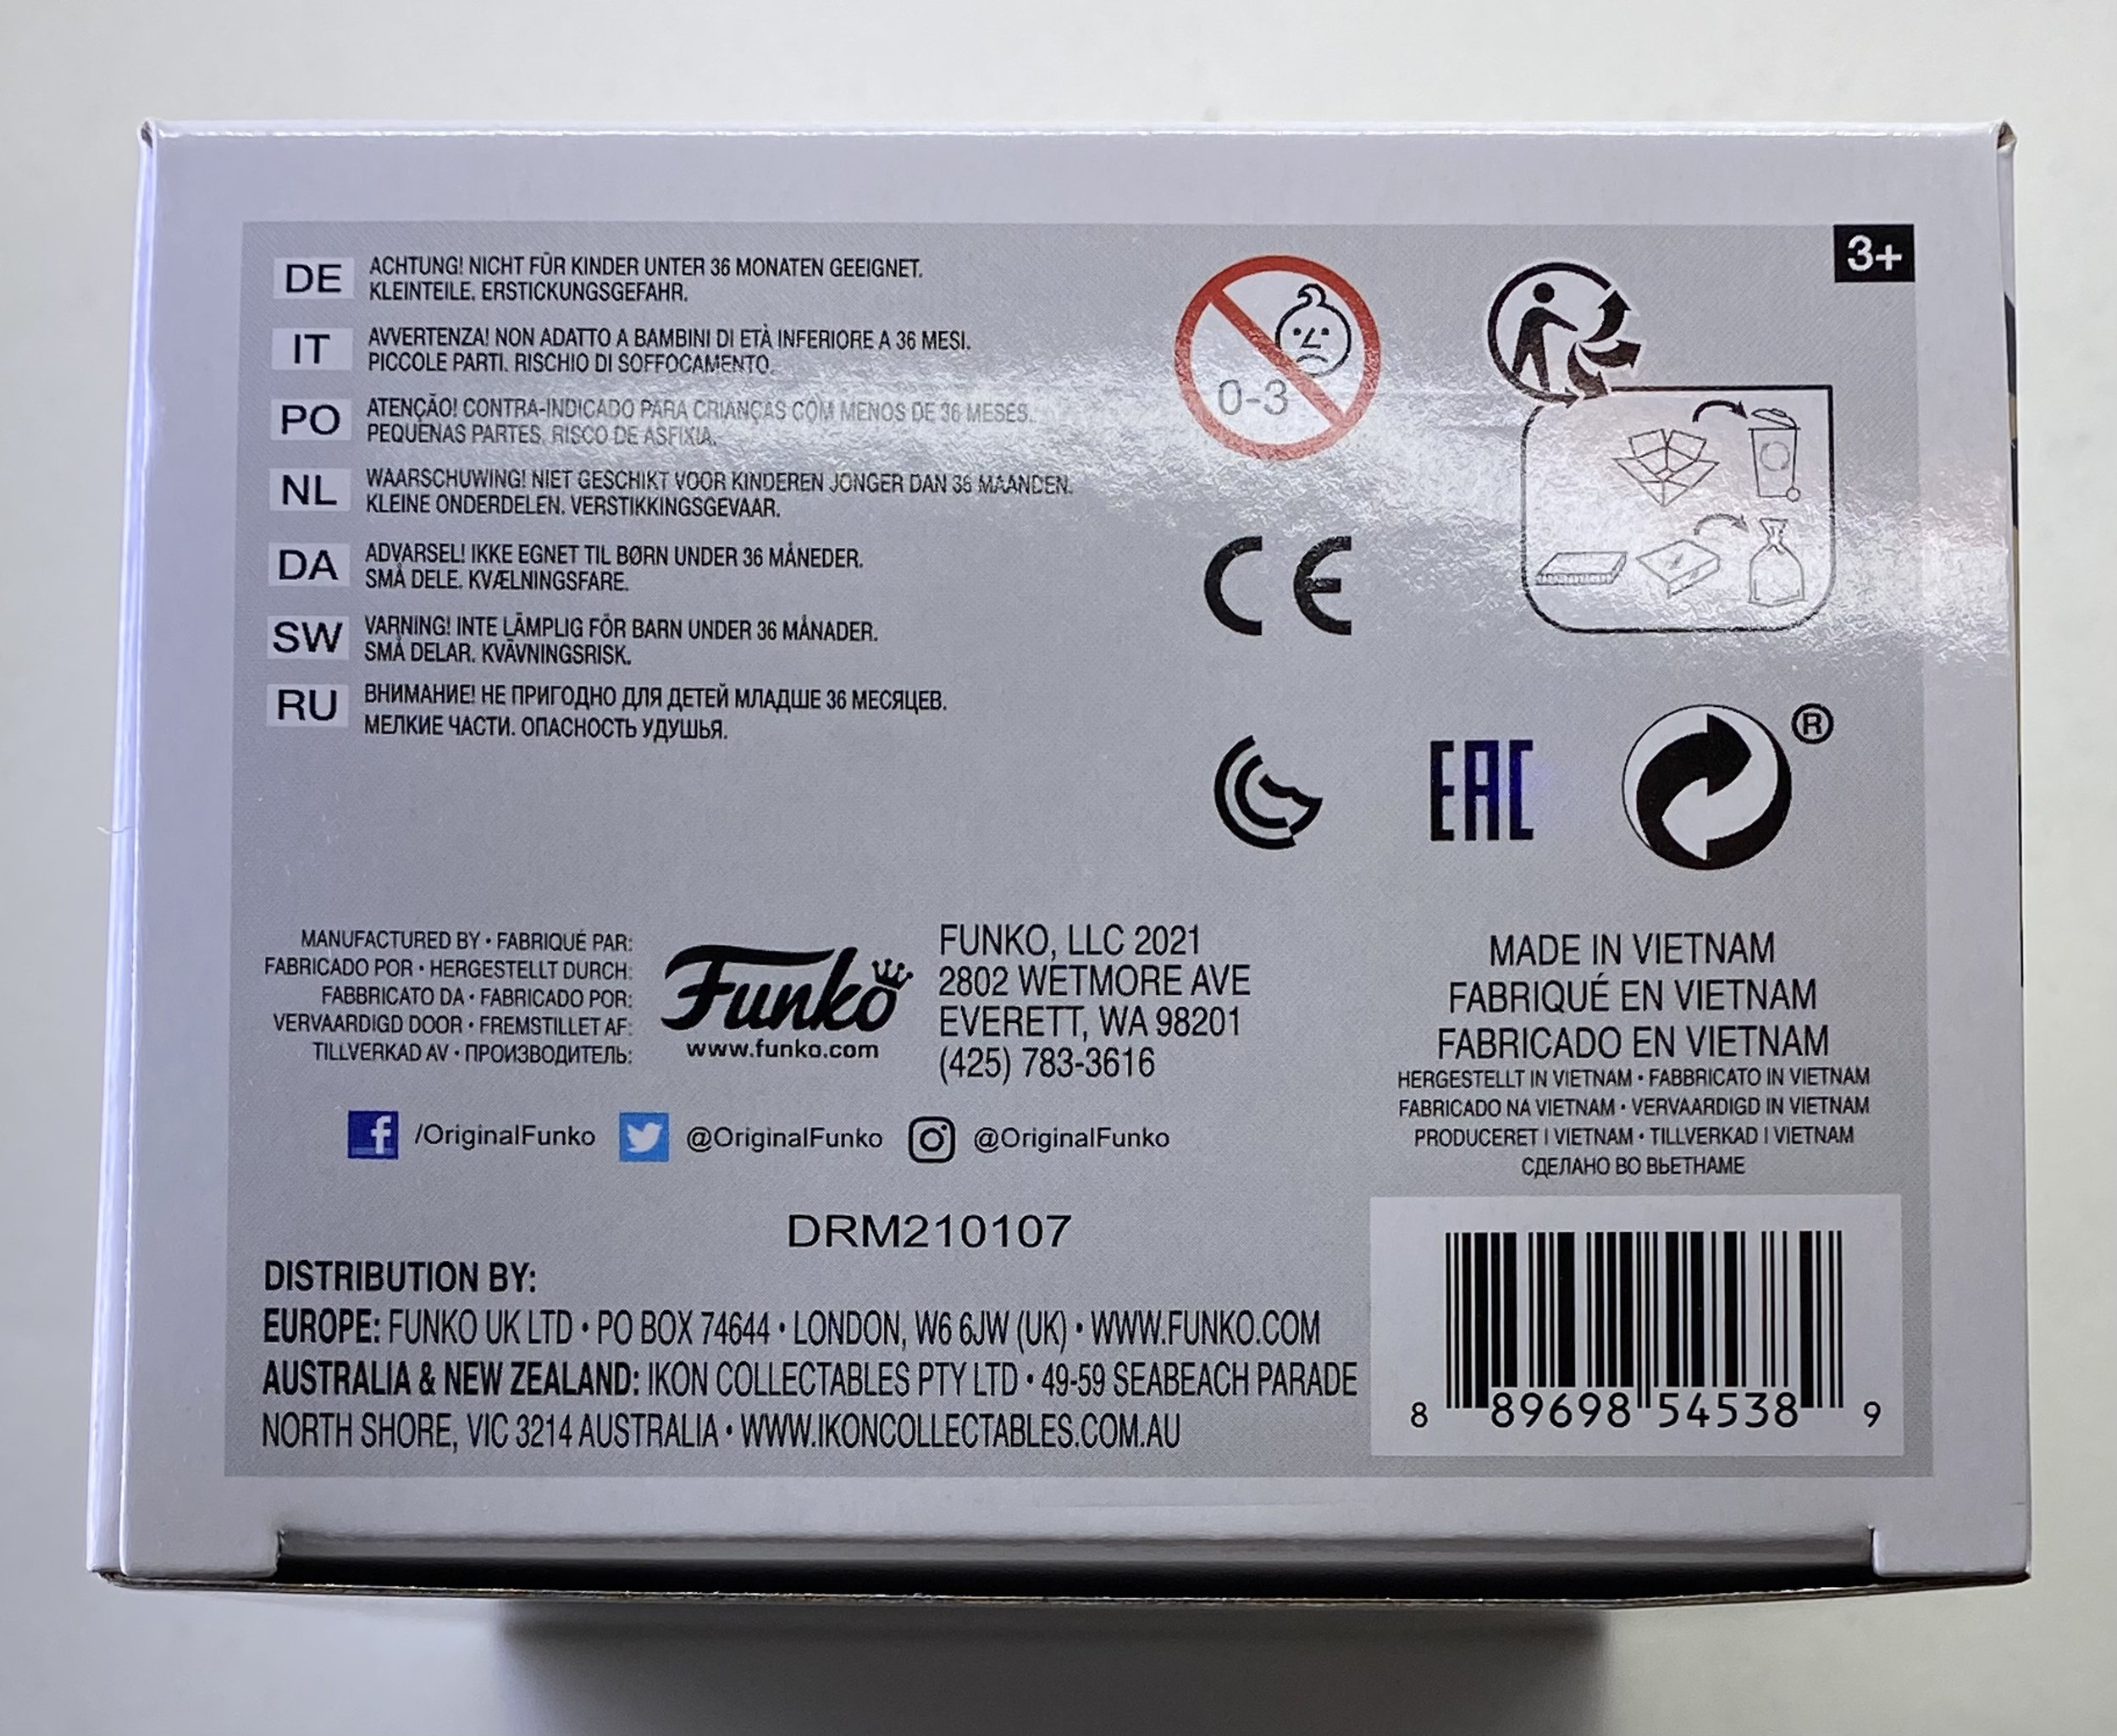 3+
DE
ACHTUNG! NICHT FÜR KINDER UNTER 36 MONATEN GEEIGNET.
KLEINTEILE. ERSTICKUNGSGEFAHR.
IT
AVVERTENZA! NON ADATTO A BAMBINI DI ETÀ INFERIORE A 36 MESI.
PICCOLE PARTI. RISCHIO DI SOFFOCAMENTO.
PO
ATENÇÃO! CONTRA-INDICADO PARA CRIANÇAS COM MENOS DE 36 MESES.
PEQUENAS PARTES. RISCO DE ASFIXIA.
NL
WAARSCHUWING! NIET GESCHIKT VOOR KINDEREN JONGER DAN 36 MAANDEN.
KLEINE ONDERDELEN. VERSTIKKINGSGEVAAR.
DA
ADVARSEL! IKKE EGNET TIL BØRN UNDER 36 MÅNEDER.
SMÅ DELE. KVÆLNINGSFARE.
SW
VARNING! INTE LÄMPLIG FÖR BARN UNDER 36 MÅNADER.
SMÅ DELAR. KVÄVNINGSRISK.
RU
ВНИМАНИЕ! НЕ ПРИГОДНО ДЛЯ ДЕТЕЙ МЛАДШЕ 36 МЕСЯЦЕВ.
МЕЛКИЕ ЧАСТИ. ОПАСНОСТЬ УДУШЬЯ.
0-3
CE
EAC
®
MANUFACTURED BY • FABRIQUÉ PAR:
FABRICADO POR • HERGESTELLT DURCH:
FABBRICATO DA • FABRICADO POR:
VERVAARDIGD DOOR • FREMSTILLET AF:
TILLVERKAD AV • ПРОИЗВОДИТЕЛЬ:
Funko
www.funko.com
FUNKO, LLC 2021
2802 WETMORE AVE
EVERETT, WA 98201
(425) 783-3616
MADE IN VIETNAM
FABRIQUÉ EN VIETNAM
FABRICADO EN VIETNAM
HERGESTELLT IN VIETNAM • FABBRICATO IN VIETNAM
FABRICADO NA VIETNAM • VERVAARDIGD IN VIETNAM
PRODUCERET I VIETNAM • TILLVERKAD I VIETNAM
СДЕЛАНО ВО ВЬЕТНАМЕ
/OriginalFunko @OriginalFunko @OriginalFunko
DRM210107
DISTRIBUTION BY:
EUROPE: FUNKO UK LTD • PO BOX 74644 • LONDON, W6 6JW (UK) • WWW.FUNKO.COM
AUSTRALIA & NEW ZEALAND: IKON COLLECTABLES PTY LTD • 49-59 SEABEACH PARADE
NORTH SHORE, VIC 3214 AUSTRALIA • WWW.IKONCOLLECTABLES.COM.AU
8 89698 54538 9